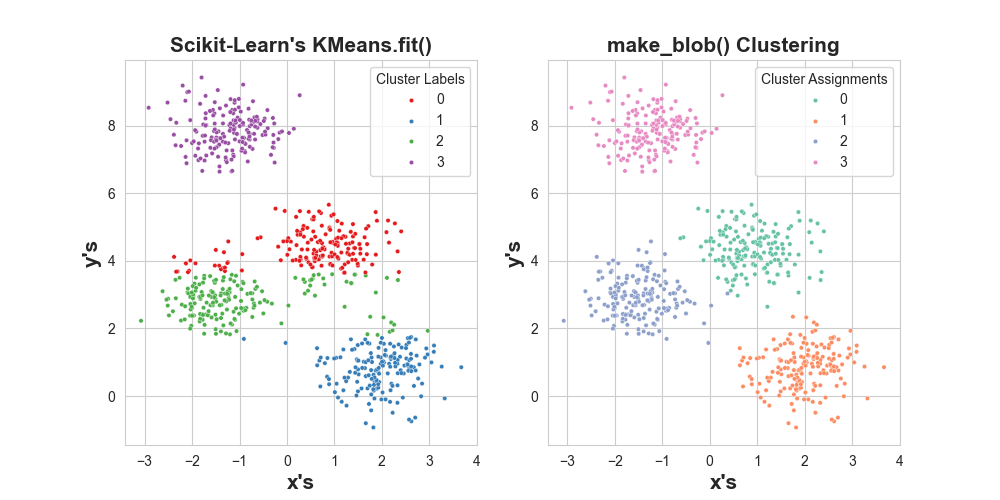 Scikit-Learn's KMeans.fit()
Cluster Labels
0
1
2
3
y's
8
6
4
2
0
−3 −2 −1 0 1 2 3 4
x's
make_blob() Clustering
Cluster Assignments
0
1
2
3
y's
8
6
4
2
0
−3 −2 −1 0 1 2 3 4
x's